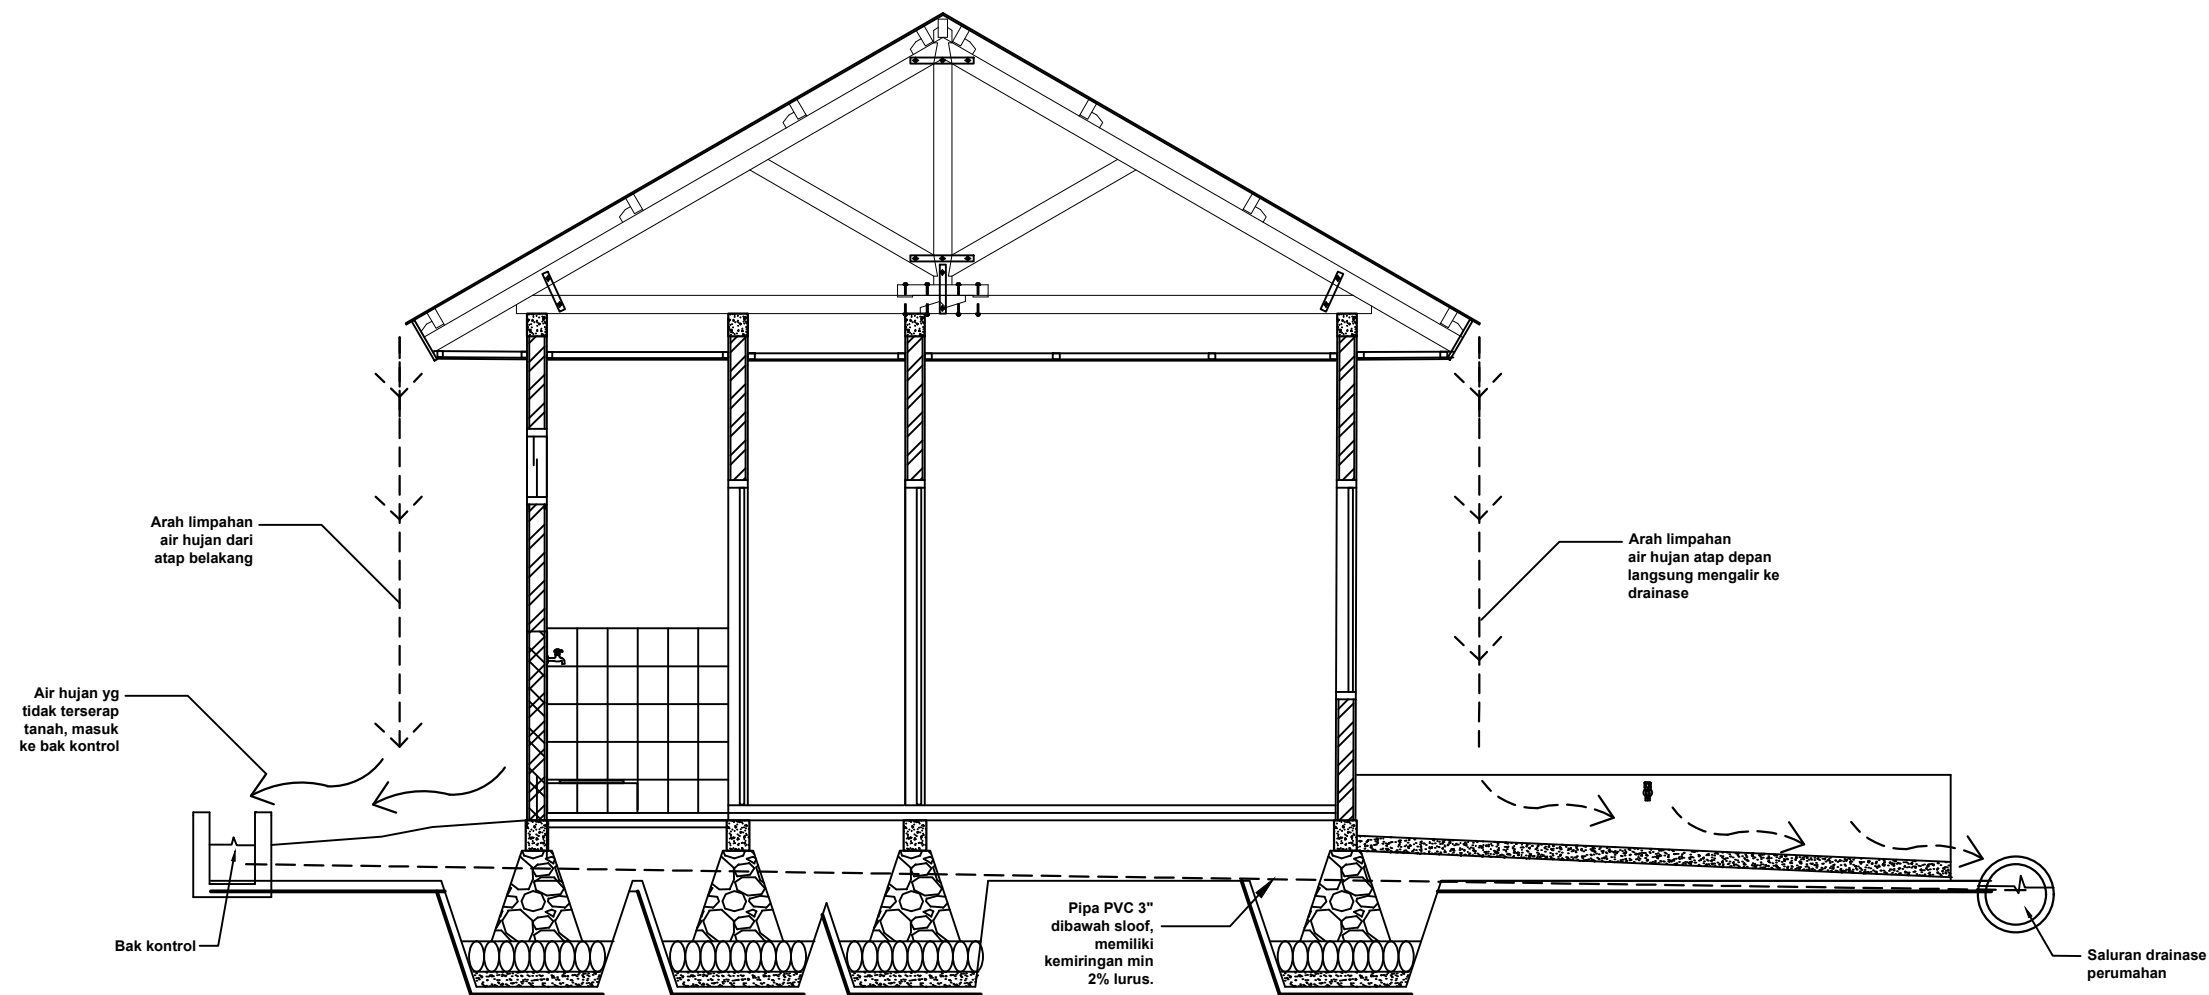 Arah limpahan
air hujan dari
atap belakang
Arah limpahan
air hujan atap depan
langsung mengalir ke
drainase
Air hujan yg
tidak terserap
tanah, masuk
ke bak kontrol
Pipa PVC 3"
dibawah sloof,
memiliki
kemiringan min
2% lurus.
Bak kontrol
Saluran drainase
perumahan